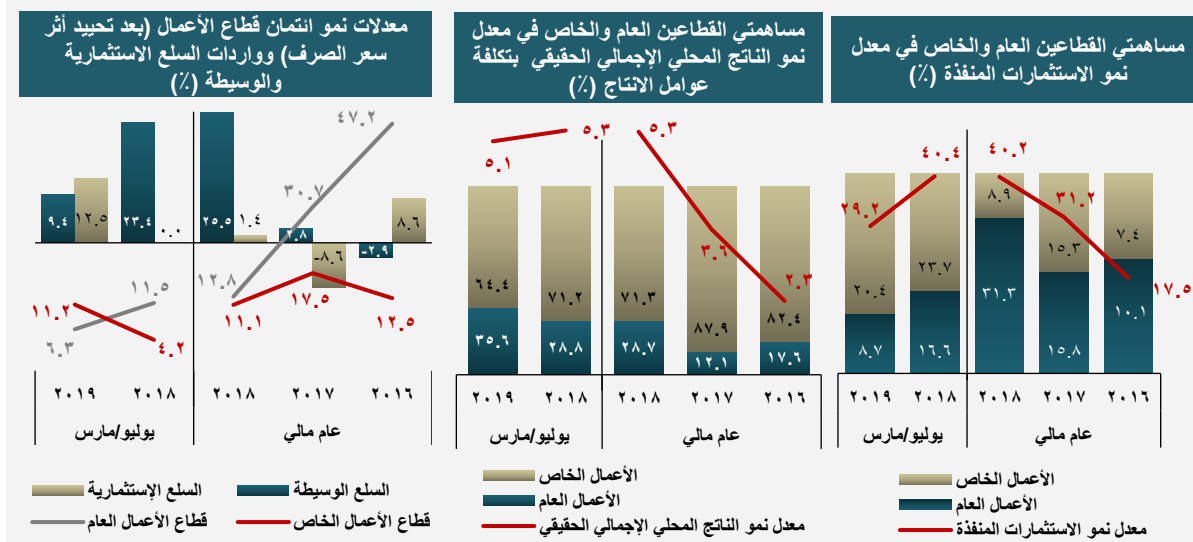 مساهمتي القطاعين العام والخاص في معدل
نمو الاستثمارات المنفذة (٪)
٤٠.٤
٤٠.٢
٢٩.٢
٣١.٢
١٧.٥
٢٠.٤
٢٣.٧
٨.٩
١٥.٣
٧.٤
٨.٧
١٦.٦
٣١.٣
١٥.٨
١٠.١
٢٠١٩
٢٠١٨
٢٠١٨
٢٠١٧
٢٠١٦
يوليو/مارس
عام مالي
الأعمال الخاص
الأعمال العام
معدل نمو الاستثمارات المنفذة
مساهمتي القطاعين العام والخاص في معدل
نمو الناتج المحلي الإجمالي الحقيقي بتكلفة
عوامل الانتاج (٪)
٥.١
٥.٣
٥.٣
٣.٦
٢.٣
٦٤.٤
٧١.٢
٧١.٣
٨٧.٩
٨٢.٤
٣٥.٦
٢٨.٨
٢٨.٧
١٢.١
١٧.٦
٢٠١٩
٢٠١٨
٢٠١٨
٢٠١٧
٢٠١٦
يوليو/مارس
عام مالي
الأعمال الخاص
الأعمال العام
معدل نمو الناتج المحلي الإجمالي الحقيقي
معدلات نمو ائتمان قطاع الأعمال (بعد تحييد أثر
سعر الصرف) وواردات السلع الاستثمارية
والوسيطة (٪)
٤٧.٢
٣٠.٧
١٢.٨
٩.٤
١٢.٥
٢٣.٤
٠.٠
٢٥.٥
١.٤
-٨.٦
-٢.٩
٨.٦
١١.٢
٦.٣
١١.٥
٤.٢
١١.١
١٧.٥
١٢.٥
٢٠١٩
٢٠١٨
٢٠١٨
٢٠١٧
٢٠١٦
يوليو/مارس
عام مالي
السلع الوسيطة
السلع الإستثمارية
قطاع الأعمال الخاص
قطاع الأعمال العام